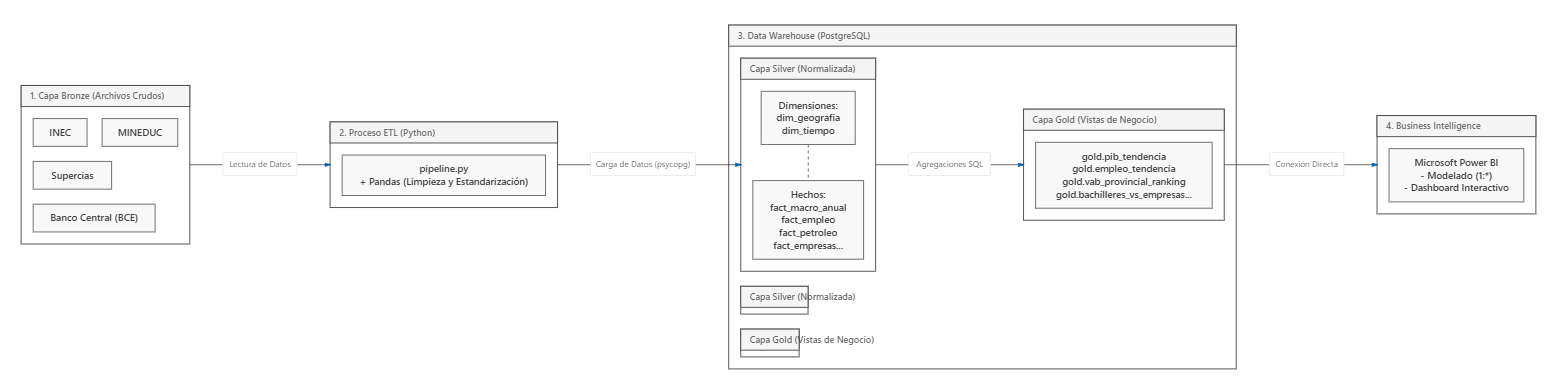 1. Capa Bronze (Archivos Crudos)
INEC
MINEDUC
Supercias
Banco Central (BCE)
Lectura de Datos
2. Proceso ETL (Python)
pipeline.py
+ Pandas (Limpieza y Estandarización)
Carga de Datos (psycopg)
3. Data Warehouse (PostgreSQL)
Capa Silver (Normalizada)
Dimensiones:
dim_geografia
dim_tiempo
Hechos:
fact_macro_anual
fact_empleo
fact_petroleo
fact_empresas...
Agregaciones SQL
Capa Gold (Vistas de Negocio)
gold.pib_tendencia
gold.empleo_tendencia
gold.vab_provincial_ranking
gold.bachilleres_vs_empresas...
Capa Silver (Normalizada)
Capa Gold (Vistas de Negocio)
Conexión Directa
4. Business Intelligence
Microsoft Power BI
- Modelado (1:*)
- Dashboard Interactivo